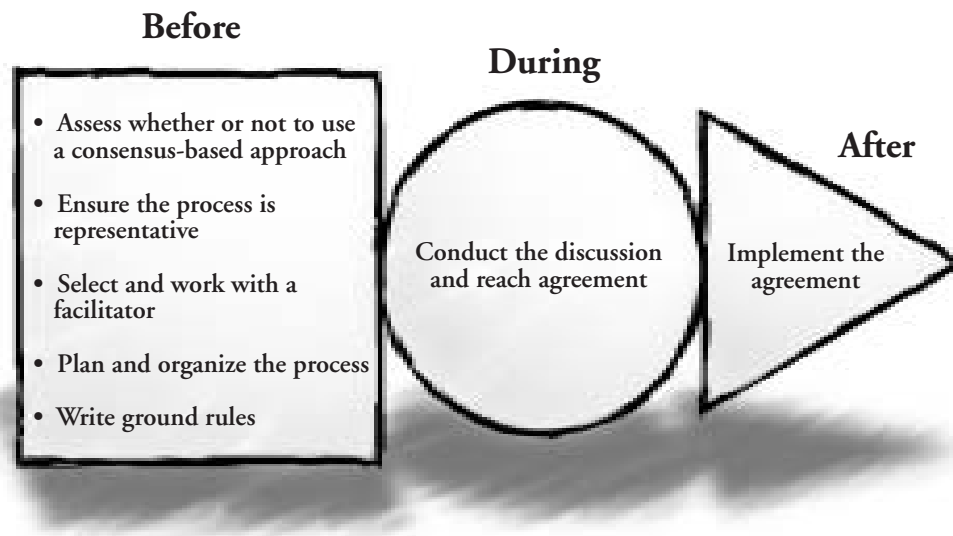 Before
• Assess whether or not to use
a consensus-based approach
• Ensure the process is
representative
• Select and work with a
facilitator
• Plan and organize the process
• Write ground rules
During
Conduct the discussion
and reach agreement
After
Implement the
agreement